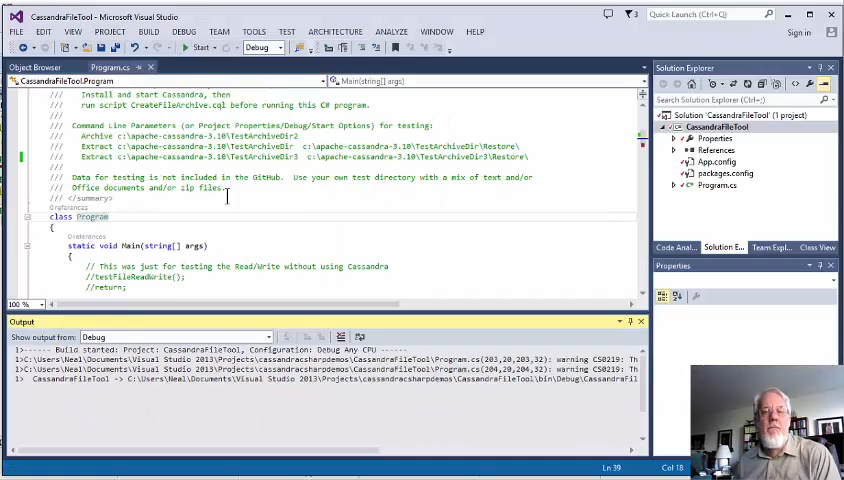 CassandraFileTool - Microsoft Visual Studio
3
Quick Launch (Ctrl+Q)
FILE EDIT VIEW PROJECT BUILD DEBUG TEAM TOOLS TEST ARCHITECTURE ANALYZE WINDOW HELP
Sign in
Start
Debug
Object Browser
Program.cs
CassandraFileTool.Program
Main(string[] args)
/// Install and start Cassandra, then
/// run script CreateFileArchive.cql before running this C# program.
///
/// Command Line Parameters (or Project Properties/Debug/Start Options) for testing:
/// Archive c:\apache-cassandra-3.10\TestArchiveDir2
/// Extract c:\apache-cassandra-3.10\TestArchiveDir c:\apache-cassandra-3.10\TestArchiveDir\Restore\
/// Extract c:\apache-cassandra-3.10\TestArchiveDir3 c:\apache-cassandra-3.10\TestArchiveDir3\Restore\
///
/// Data for testing is not included in the GitHub. Use your own test directory with a mix of text and/or
/// Office documents and/or zip files.
/// </summary>
0 references
class Program
{
0 references
static void Main(string[] args)
{
// This was just for testing the Read/Write without using Cassandra
//testFileReadWrite();
//return;
100 %
Output
Show output from: Debug
1>------ Build started: Project: CassandraFileTool, Configuration: Debug Any CPU ------
1>C:\Users\Neal\Documents\Visual Studio 2013\Projects\cassandracsharpdemos\CassandraFileTool\Program.cs(203,20,203,32): warning CS0219: Th
1>C:\Users\Neal\Documents\Visual Studio 2013\Projects\cassandracsharpdemos\CassandraFileTool\Program.cs(204,20,204,32): warning CS0219: Th
1> CassandraFileTool -> C:\Users\Neal\Documents\Visual Studio 2013\Projects\cassandracsharpdemos\CassandraFileTool\bin\Debug\CassandraFil
Solution Explorer
Search Solution Explorer (Ctrl+;)
Solution 'CassandraFileTool' (1 project)
CassandraFileTool
Properties
References
App.config
packages.config
Program.cs
Code Anal... Solution E... Team Expl... Class View
Properties
Ln 39
Col 18